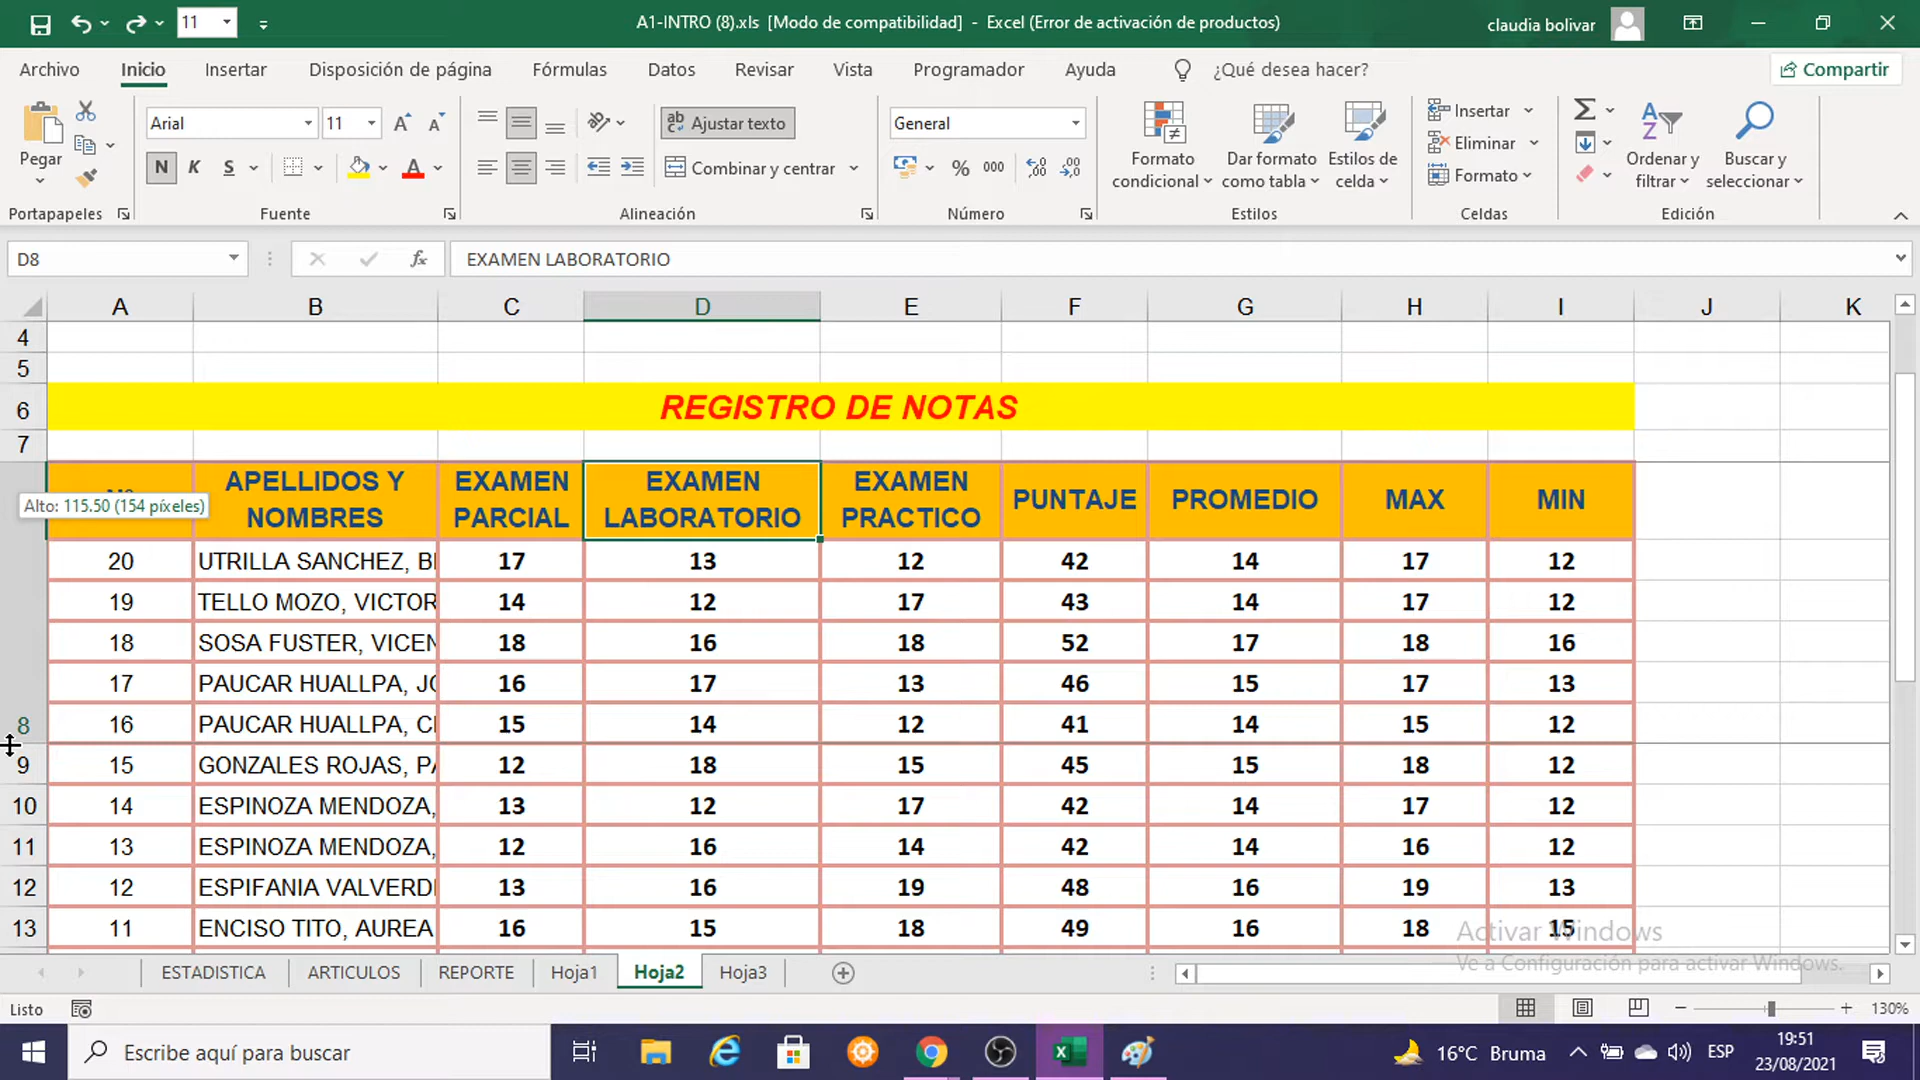 11
A1-INTRO (8).xls [Modo de compatibilidad] - Excel (Error de activación de productos)
claudia bolivar
Archivo Inicio Insertar Disposición de página Fórmulas Datos Revisar Vista Programador Ayuda ¿Qué desea hacer? Compartir
Pegar
Portapapeles
Arial 11
N K S
Fuente
Ajustar texto
Combinar y centrar
Alineación
General
% 000
Número
Formato condicional
Dar formato como tabla
Estilos de celda
Estilos
Insertar
Eliminar
Formato
Celdas
Ordenar y filtrar
Buscar y seleccionar
Edición
D8 fx EXAMEN LABORATORIO
A B C D E F G H I J K
4
5
6 REGISTRO DE NOTAS
7
Alto: 115.50 (154 píxeles)
APELLIDOS Y NOMBRES EXAMEN PARCIAL EXAMEN LABORATORIO EXAMEN PRACTICO PUNTAJE PROMEDIO MAX MIN
20 UTRILLA SANCHEZ, 17 13 12 42 14 17 12
19 TELLO MOZO, VICTOR 14 12 17 43 14 17 12
18 SOSA FUSTER, VICEN 18 16 18 52 17 18 16
17 PAUCAR HUALLPA, JO 16 17 13 46 15 17 13
8 16 PAUCAR HUALLPA, 15 14 12 41 14 15 12
9 15 GONZALES ROJAS, PA 12 18 15 45 15 18 12
10 14 ESPINOZA MENDOZA, 13 12 17 42 14 17 12
11 13 ESPINOZA MENDOZA, 12 16 14 42 14 16 12
12 12 ESPIFANIA VALVERD 13 16 19 48 16 19 13
13 11 ENCISO TITO, AUREA 16 15 18 49 16 18 15
Activar Windows
Ve a Configuración para activar Windows.
ESTADISTICA ARTICULOS REPORTE Hoja1 Hoja2 Hoja3
Listo 130%
Escribe aquí para buscar
16°C Bruma ESP
19:51
23/08/2021